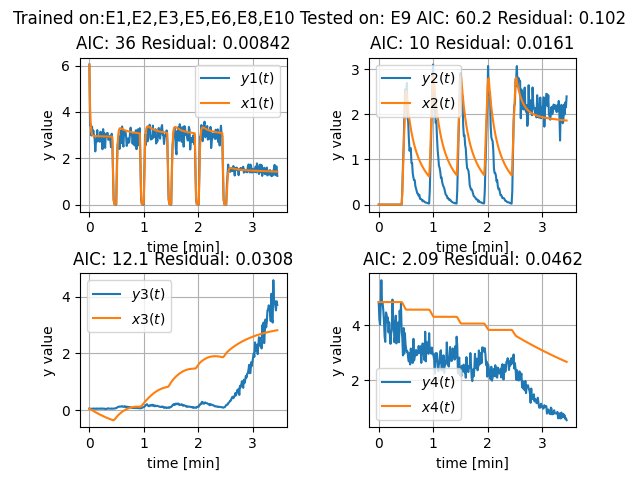 Trained on:E1,E2,E3,E5,E6,E8,E10 Tested on: E9 AIC: 60.2 Residual: 0.102
AIC: 36 Residual: 0.00842
y value
6
4
2
0
y1(t)
x1(t)
0
1
2
3
time [min]
AIC: 10 Residual: 0.0161
y value
3
2
1
0
y2(t)
x2(t)
0
1
2
3
time [min]
AIC: 12.1 Residual: 0.0308
y value
4
2
0
y3(t)
x3(t)
0
1
2
3
time [min]
AIC: 2.09 Residual: 0.0462
y value
4
2
y4(t)
x4(t)
0
1
2
3
time [min]